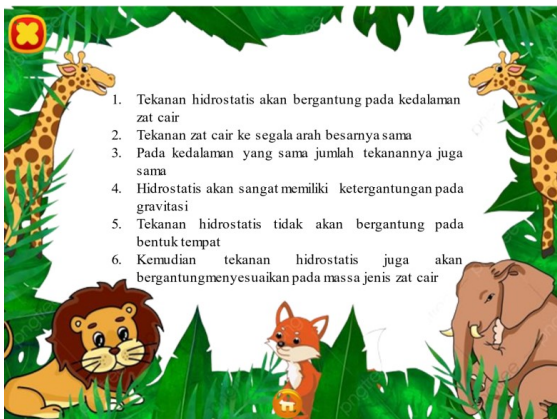 1. Tekanan hidrostatis akan bergantung pada kedalaman
zat cair
2. Tekanan zat cair ke segala arah besarnya sama
3. Pada kedalaman yang sama jumlah tekanannya juga
sama
4. Hidrostatis akan sangat memiliki ketergantungan pada
gravitasi
5. Tekanan hidrostatis tidak akan bergantung pada
bentuk tempat
6. Kemudian tekanan hidrostatis juga akan
bergantungmenyesuaikan pada massa jenis zat cair